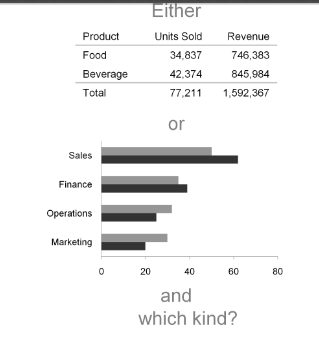 Either
Product Units Sold Revenue
Food 34,837 746,383
Beverage 42,374 845,984
Total 77,211 1,592,367
or
Sales
Finance
Operations
Marketing
0 20 40 60 80
and
which kind?